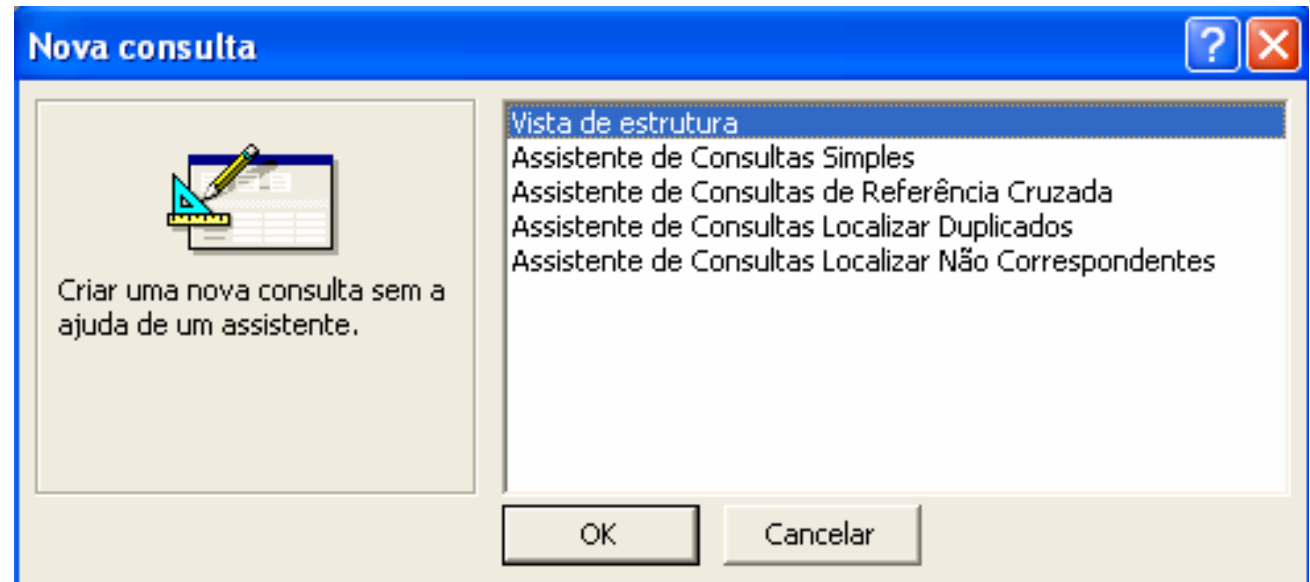 Nova consulta
Vista de estrutura
Assistente de Consultas Simples
Assistente de Consultas de Referência Cruzada
Assistente de Consultas Localizar Duplicados
Assistente de Consultas Localizar Não Correspondentes
Criar uma nova consulta sem a
ajuda de um assistente.
OK
Cancelar